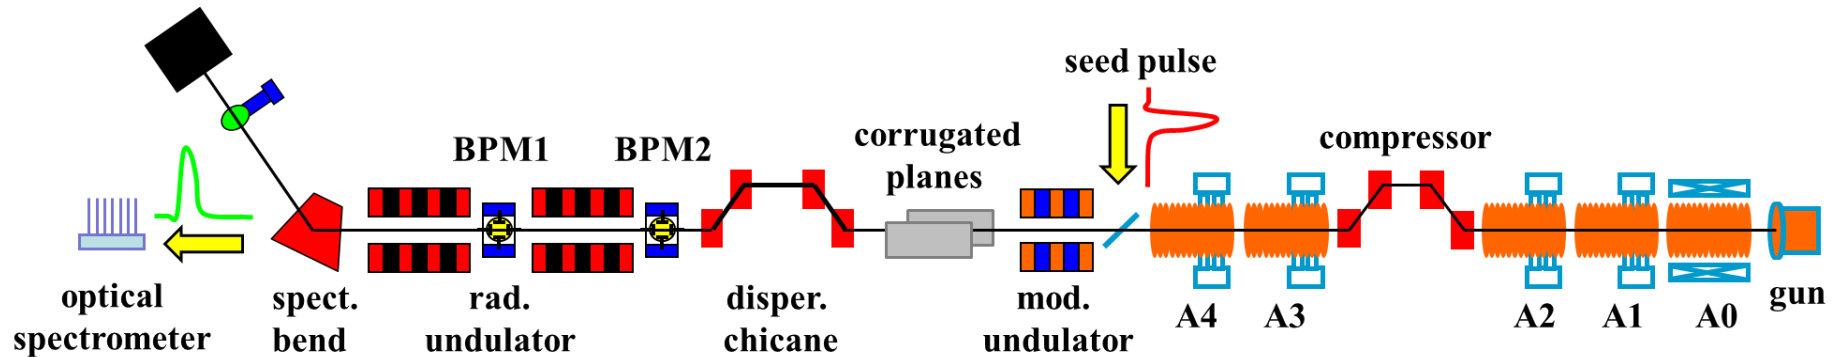 seed pulse
BPM1
BPM2
corrugated
planes
compressor
optical
spectrometer
spect.
bend
rad.
undulator
disper.
chicane
mod.
undulator
A4
A3
A2
A1
A0
gun